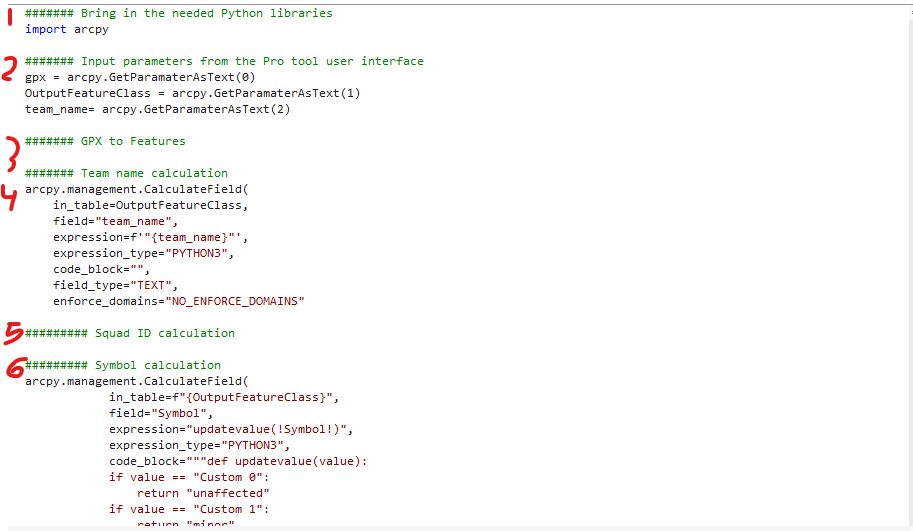 1 ####### Bring in the needed Python libraries
import arcpy
2 ####### Input parameters from the Pro tool user interface
gpx = arcpy.GetParamaterAsText(0)
OutputFeatureClass = arcpy.GetParamaterAsText(1)
team_name= arcpy.GetParamaterAsText(2)
3 ####### GPX to Features
####### Team name calculation
4 arcpy.management.CalculateField(
    in_table=OutputFeatureClass,
    field="team_name",
    expression=f'"{team_name}"',
    expression_type="PYTHON3",
    code_block="",
    field_type="TEXT",
    enforce_domains="NO_ENFORCE_DOMAINS"
5 ######### Squad ID calculation
6 ######### Symbol calculation
arcpy.management.CalculateField(
            in_table=f"{OutputFeatureClass}",
            field="Symbol",
            expression="updatevalue(!Symbol!)",
            expression_type="PYTHON3",
            code_block="""def updatevalue(value):
            if value == "Custom 0":
                return "unaffected"
            if value == "Custom 1":
                return "minor"